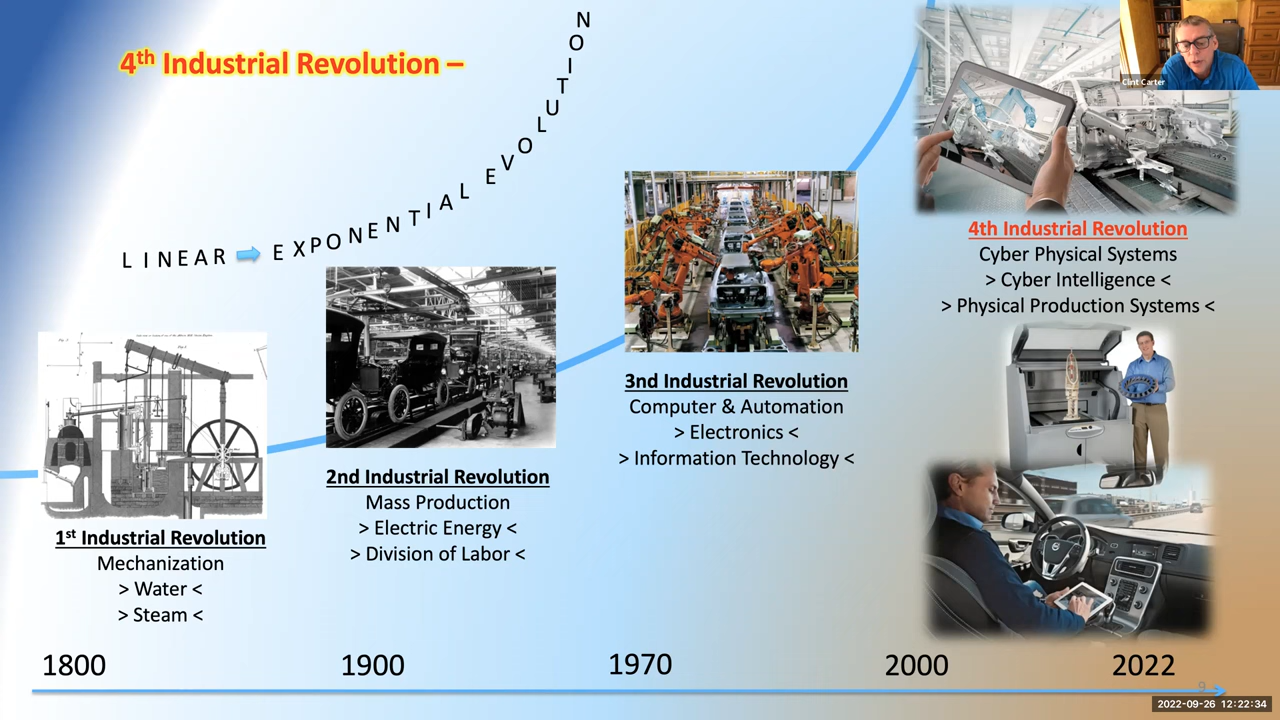 4th Industrial Revolution –
LINEAR EXPONENTIAL EVOLUTION
Clint Carter
1st Industrial Revolution
Mechanization
> Water <
> Steam <
2nd Industrial Revolution
Mass Production
> Electric Energy <
> Division of Labor <
3nd Industrial Revolution
Computer & Automation
> Electronics <
> Information Technology <
4th Industrial Revolution
Cyber Physical Systems
> Cyber Intelligence <
> Physical Production Systems <
1800 1900 1970 2000 2022
9
2022-09-26 12:22:34